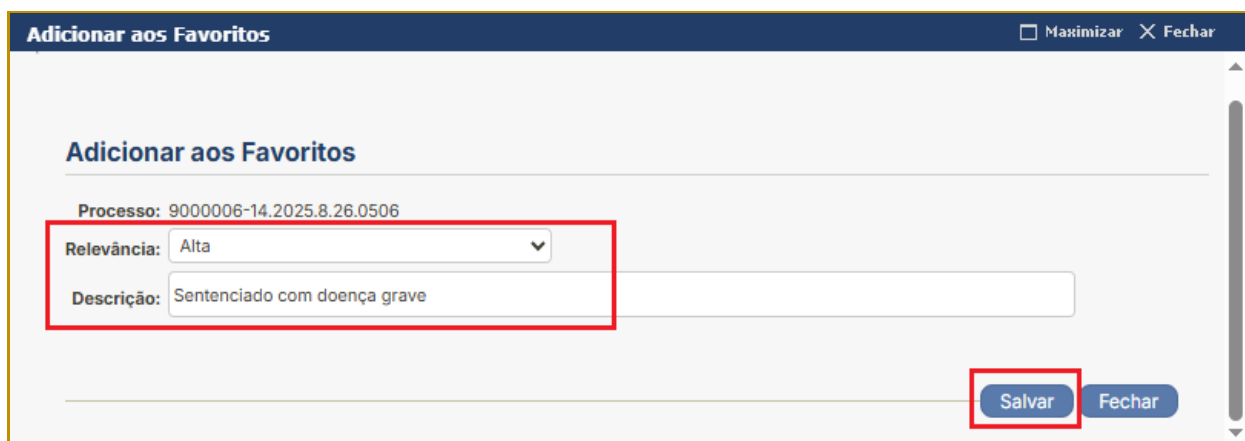 Adicionar aos Favoritos Maximizar Fechar
Adicionar aos Favoritos
Processo: 9000006-14.2025.8.26.0506
Relevância: Alta
Descrição: Sentenciado com doença grave
Salvar Fechar